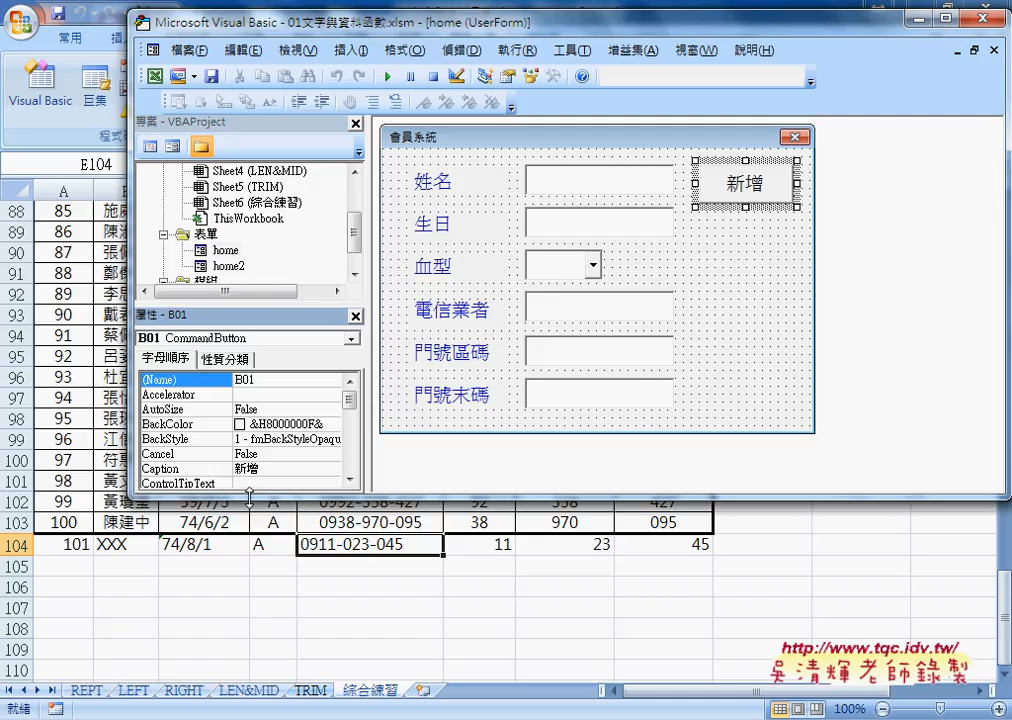 Microsoft Visual Basic - 01文字與資料函數.xlsm - [home (UserForm)]
常用
檔案(F) 編輯(E) 檢視(V) 插入(I) 格式(O) 偵錯(D) 執行(R) 工具(T) 增益集(A) 視窗(W) 說明(H)
Visual Basic 巨集
專案 - VBAProject
E104
Sheet4 (LEN&MID)
Sheet5 (TRIM)
Sheet6 (綜合練習)
ThisWorkbook
表單
home
home2
模組
屬性 - B01
B01 CommandButton
字母順序 性質分類
(Name) B01
Accelerator
AutoSize False
BackColor &H8000000F&
BackStyle 1 - fmBackStyleOpaqu
Cancel False
Caption 新增
ControlTipText
會員系統
姓名
新增
生日
血型
電信業者
門號區碼
門號末碼
A
88 85
89 86
90 87
91 88
92 89
93 90
94 91
95 92
96 93
97 94
98 95
99 96
100 97
101 98
102 99
103 100 陳建中 74/6/2 A 0938-970-095 38 970 095
104 101 XXX 74/8/1 A 0911-023-045 11 23 45
105
106
107
108
109
110
http://www.tqc.idv.tw/
吳清輝老師錄製
REPT LEFT RIGHT LEN&MID TRIM 綜合練習
就緒 100%